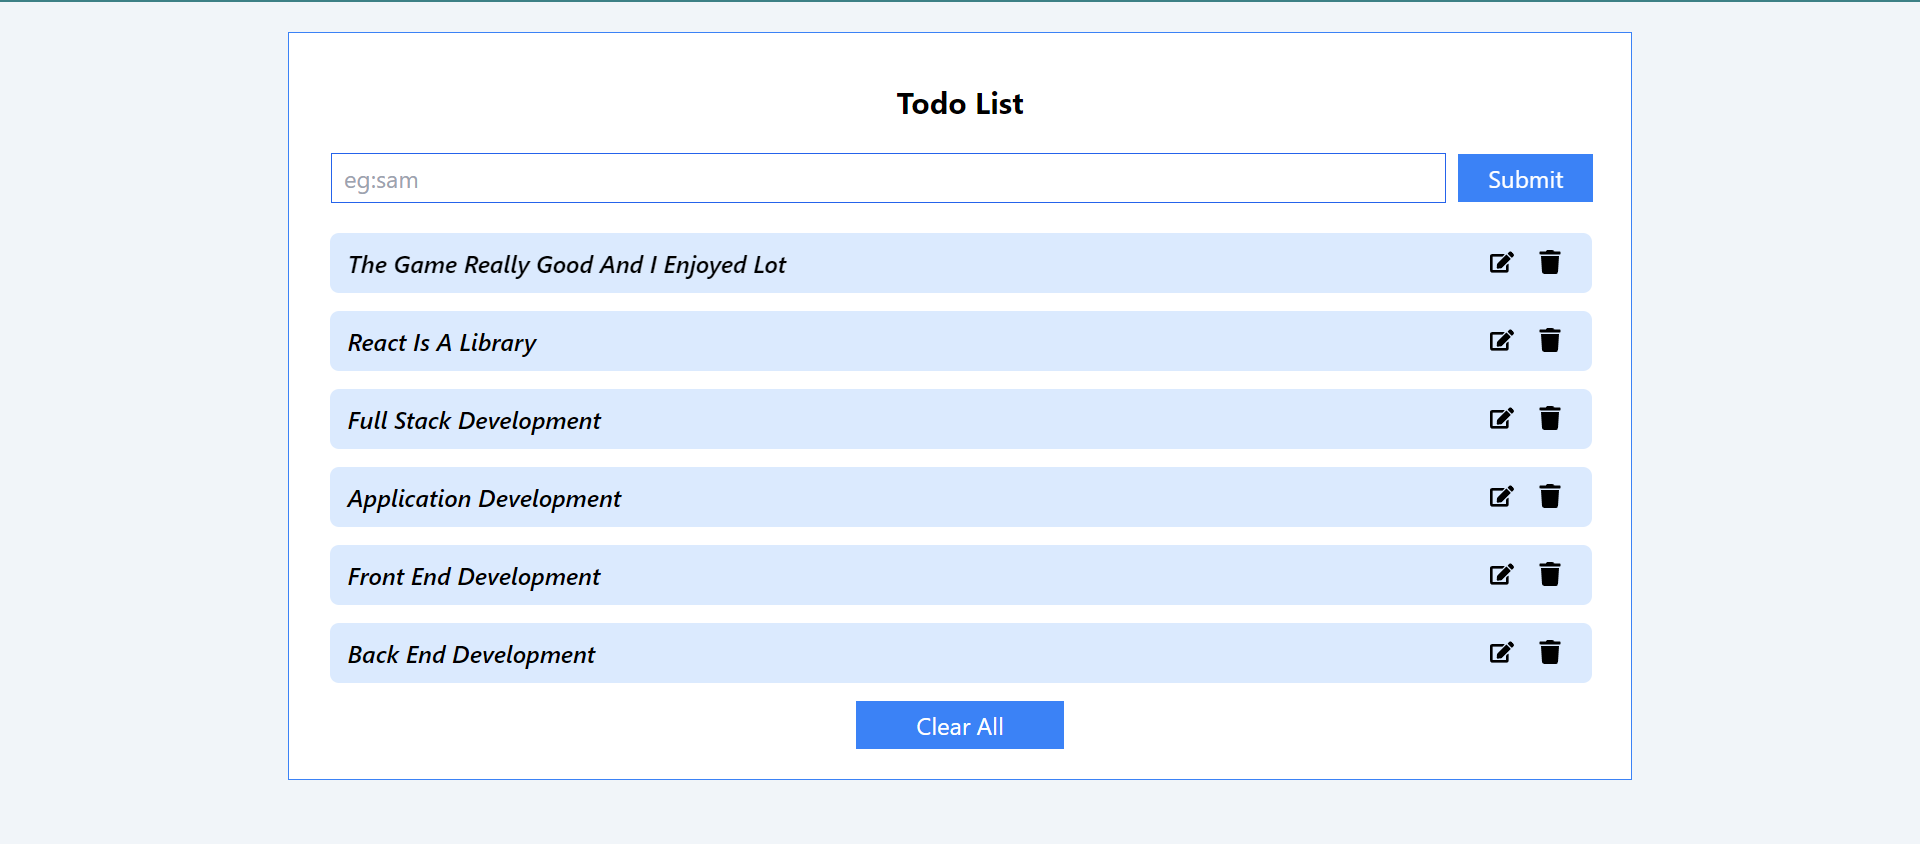 Todo List
eg:sam
Submit
The Game Really Good And I Enjoyed Lot
React Is A Library
Full Stack Development
Application Development
Front End Development
Back End Development
Clear All